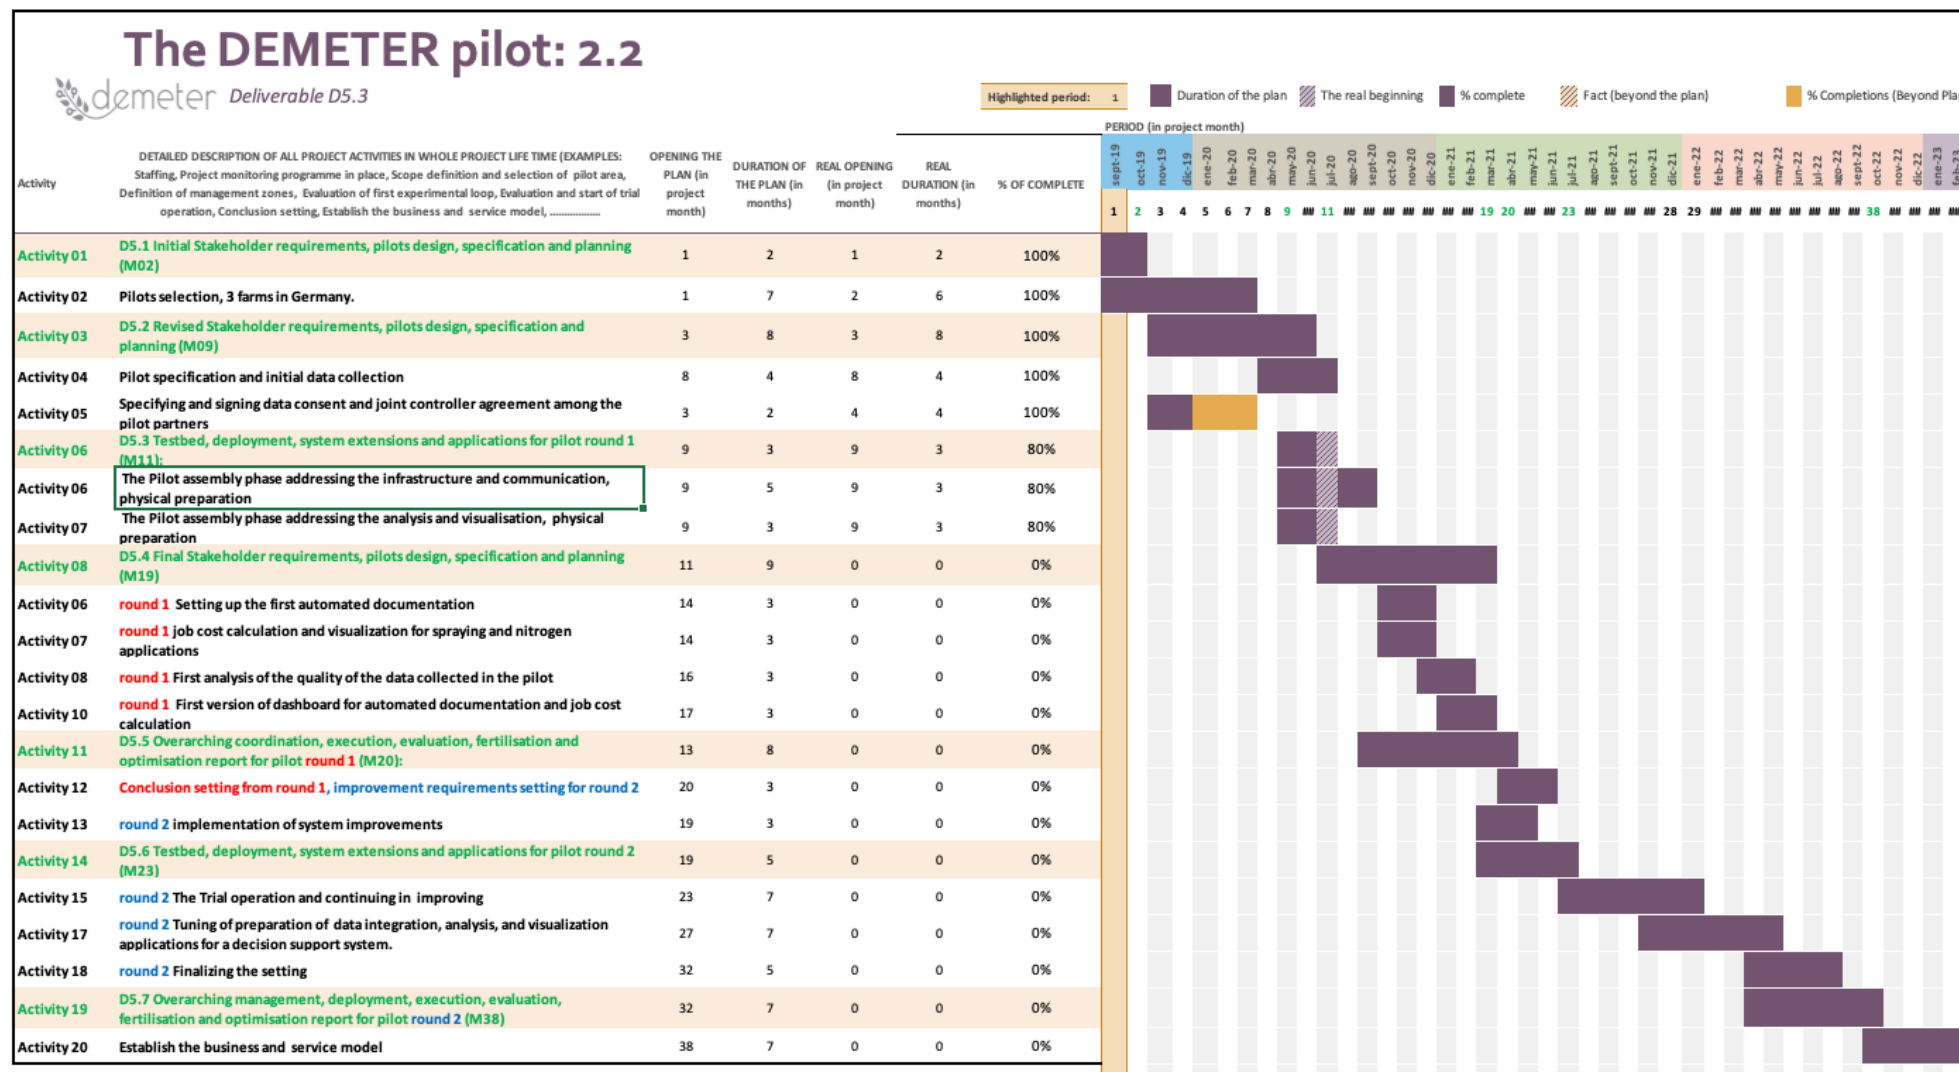 The DEMETER pilot: 2.2
demeter
Deliverable D5.3
Highlighted period: 1
Duration of the plan
The real beginning
% complete
Fact (beyond the plan)
% Completions (Beyond Plan
PERIOD (in project month)
Activity
DETAILED DESCRIPTION OF ALL PROJECT ACTIVITIES IN WHOLE PROJECT LIFE TIME (EXAMPLES:
Staffing, Project monitoring programme in place, Scope definition and selection of pilot area,
Definition of management zones, Evaluation of first experimental loop, Evaluation and start of trial
operation, Conclusion setting, Establish the business and service model, ..................
OPENING THE
PLAN (in
project
month)
DURATION OF
THE PLAN (in
months)
REAL OPENING
(in project
month)
REAL
DURATION (in
months)
% OF COMPLETE
sept-19 oct-19 nov-19 dic-19 ene-20 feb-20 mar-20 abr-20 may-20 jun-20 jul-20 ago-20 sept-20 oct-20 nov-20 dic-20 ene-21 feb-21 mar-21 abr-21 may-21 jun-21 jul-21 ago-21 sept-21 oct-21 nov-21 dic-21 ene-22 feb-22 mar-22 abr-22 may-22 jun-22 jul-22 ago-22 sept-22 oct-22 nov-22 dic-22 ene-23
1 2 3 4 5 6 7 8 9 ## 11 ## ## ## ## ## ## ## 19 20 ## ## 23 ## ## ## ## 28 29 ## ## ## ## ## ## ## ## 38 ## ## ## ##
Activity 01 D5.1 Initial Stakeholder requirements, pilots design, specification and planning 1 2 1 2 100%
(M02)
Activity 02 Pilots selection, 3 farms in Germany. 1 7 2 6 100%
Activity 03 D5.2 Revised Stakeholder requirements, pilots design, specification and 3 8 3 8 100%
planning (M09)
Activity 04 Pilot specification and initial data collection 8 4 8 4 100%
Activity 05 Specifying and signing data consent and joint controller agreement among the 3 2 4 4 100%
pilot partners
Activity 06 D5.3 Testbed, deployment, system extensions and applications for pilot round 1 9 3 9 3 80%
(M11):
Activity 06 The Pilot assembly phase addressing the infrastructure and communication, 9 5 9 3 80%
physical preparation
Activity 07 The Pilot assembly phase addressing the analysis and visualisation, physical 9 3 9 3 80%
preparation
Activity 08 D5.4 Final Stakeholder requirements, pilots design, specification and planning 11 9 0 0 0%
(M19)
Activity 06 round 1 Setting up the first automated documentation 14 3 0 0 0%
Activity 07 round 1 job cost calculation and visualization for spraying and nitrogen 14 3 0 0 0%
applications
Activity 08 round 1 First analysis of the quality of the data collected in the pilot 16 3 0 0 0%
Activity 10 round 1 First version of dashboard for automated documentation and job cost 17 3 0 0 0%
calculation
Activity 11 D5.5 Overarching coordination, execution, evaluation, fertilisation and 13 8 0 0 0%
optimisation report for pilot round 1 (M20):
Activity 12 Conclusion setting from round 1, improvement requirements setting for round 2 20 3 0 0 0%
Activity 13 round 2 implementation of system improvements 19 3 0 0 0%
Activity 14 D5.6 Testbed, deployment, system extensions and applications for pilot round 2 19 5 0 0 0%
(M23)
Activity 15 round 2 The Trial operation and continuing in improving 23 7 0 0 0%
Activity 17 round 2 Tuning of preparation of data integration, analysis, and visualization 27 7 0 0 0%
applications for a decision support system.
Activity 18 round 2 Finalizing the setting 32 5 0 0 0%
Activity 19 D5.7 Overarching management, deployment, execution, evaluation, 32 7 0 0 0%
fertilisation and optimisation report for pilot round 2 (M38)
Activity 20 Establish the business and service model 38 7 0 0 0%